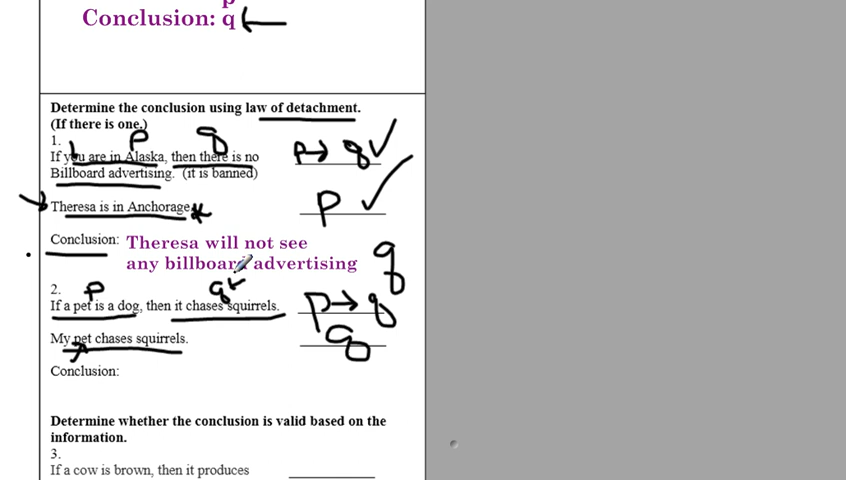 p
Conclusion: q ←
Determine the conclusion using law of detachment.
(If there is one.)
1. p q
If you are in Alaska, then there is no p→q ✓
Billboard advertising. (it is banned)
Theresa is in Anchorage p ✓
Conclusion: Theresa will not see
any billboard advertising q
2. p q
If a pet is a dog, then it chases squirrels. p→q
My pet chases squirrels. q
Conclusion:
Determine whether the conclusion is valid based on the
information.
3.
If a cow is brown, then it produces